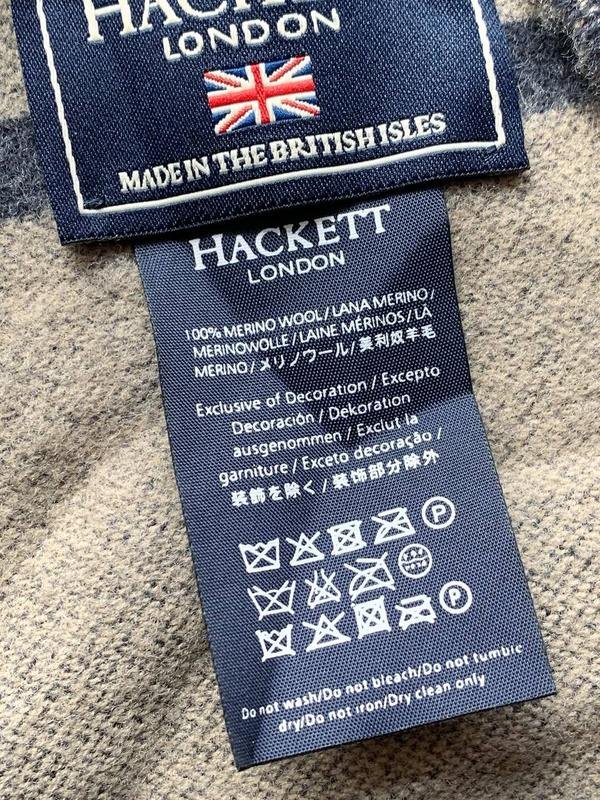 HACKETT
LONDON
MADE IN THE BRITISH ISLES
HACKETT
LONDON
100% MERINO WOOL / LANA MERINO /
MERINOWOLLE / LAINE MÉRINOS / LÃ
MERINO / メリノウール / 美利奴羊毛
Exclusive of Decoration / Excepto
Decoración / Dekoration
ausgenommen / Exclut la
garniture / Exceto decoração /
装飾を除く / 装饰部分除外
P
P
Do not wash/Do not bleach/Do not tumble
dry/Do not iron/Dry clean only